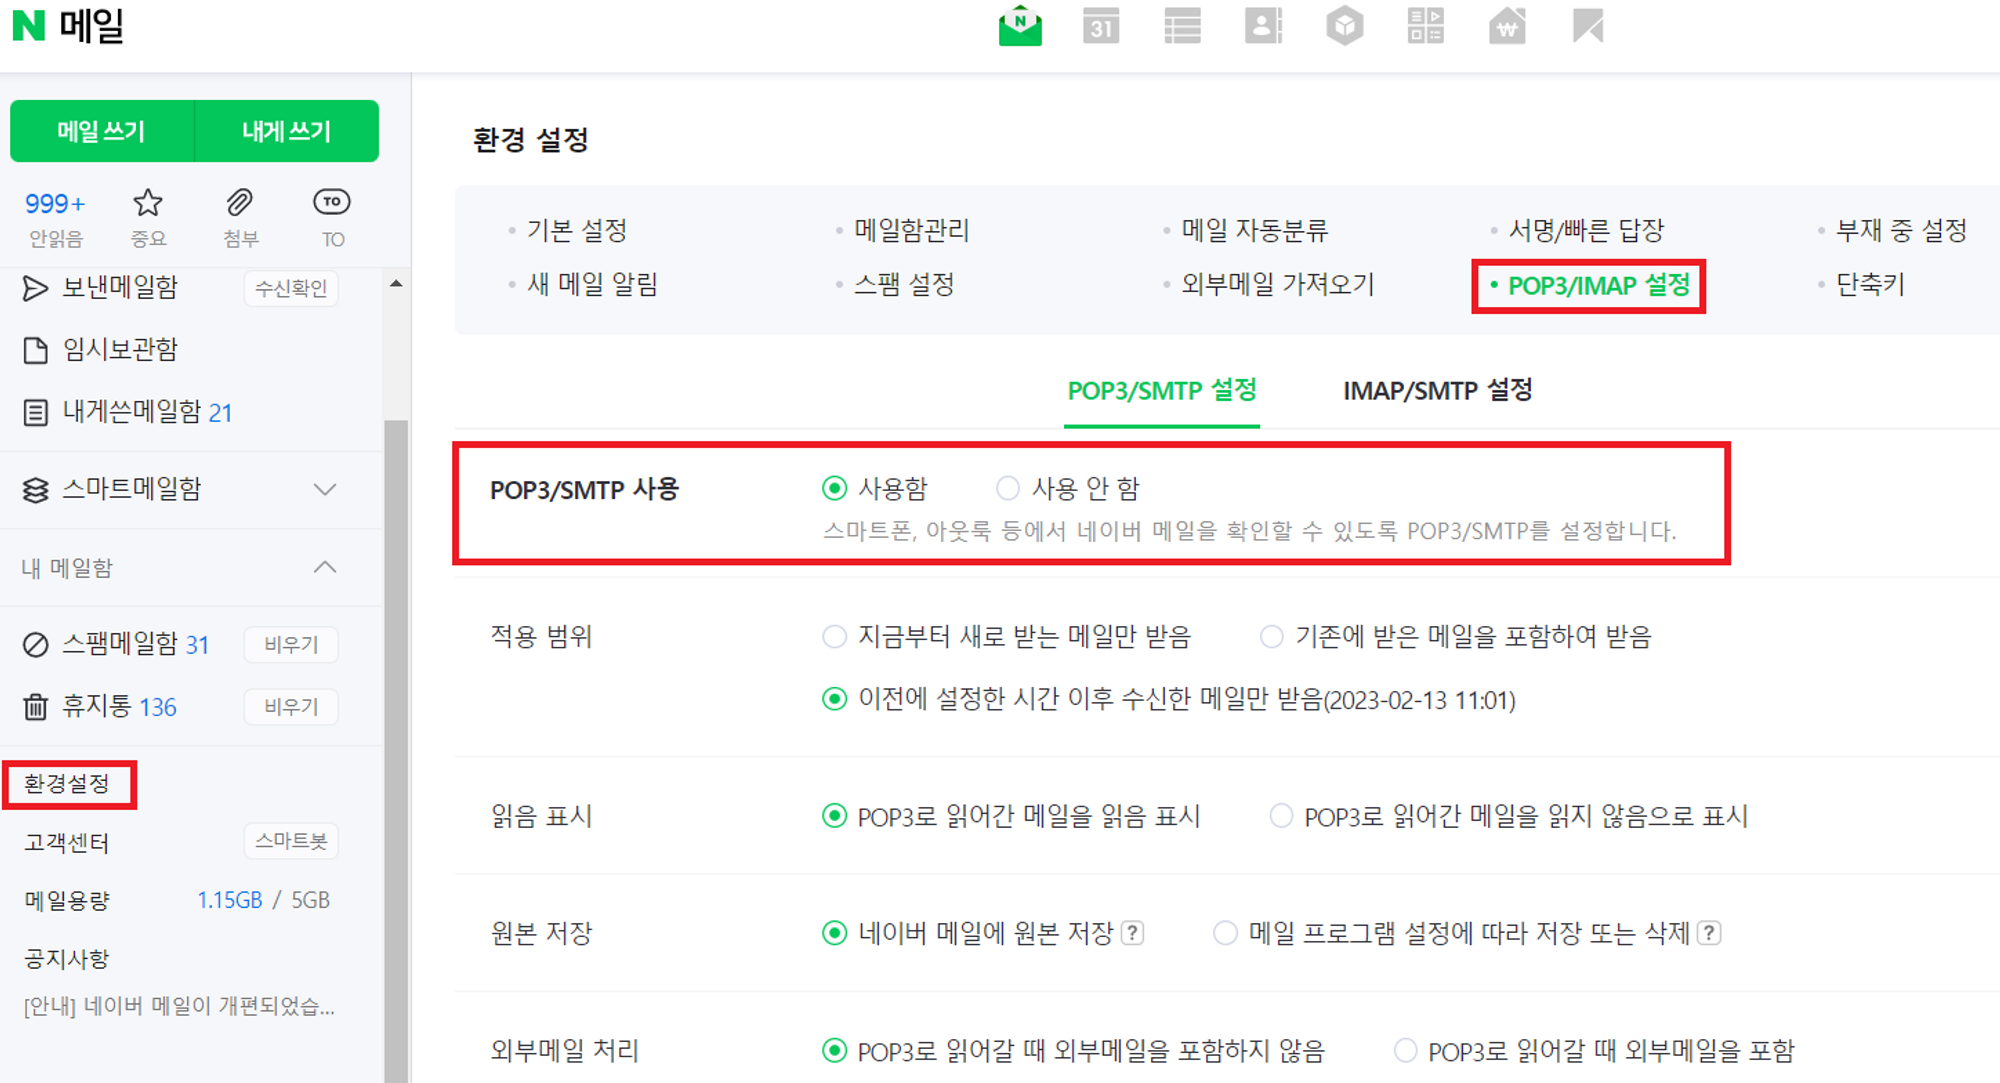 N 메일
N 31 ₩
메일 쓰기 내게 쓰기
999+ TO
안읽음 중요 첨부 TO
보낸메일함 수신확인
임시보관함
내게쓴메일함 21
스마트메일함
내 메일함
스팸메일함 31 비우기
휴지통 136 비우기
환경설정
고객센터 스마트봇
메일용량 1.15GB / 5GB
공지사항
[안내] 네이버 메일이 개편되었습...
환경 설정
• 기본 설정 • 메일함관리 • 메일 자동분류 • 서명/빠른 답장 • 부재 중 설정
• 새 메일 알림 • 스팸 설정 • 외부메일 가져오기 • POP3/IMAP 설정 • 단축키
POP3/SMTP 설정 IMAP/SMTP 설정
POP3/SMTP 사용 사용함 사용 안 함
스마트폰, 아웃룩 등에서 네이버 메일을 확인할 수 있도록 POP3/SMTP를 설정합니다.
적용 범위 지금부터 새로 받는 메일만 받음 기존에 받은 메일을 포함하여 받음
이전에 설정한 시간 이후 수신한 메일만 받음(2023-02-13 11:01)
읽음 표시 POP3로 읽어간 메일을 읽음 표시 POP3로 읽어간 메일을 읽지 않음으로 표시
원본 저장 네이버 메일에 원본 저장 ? 메일 프로그램 설정에 따라 저장 또는 삭제 ?
외부메일 처리 POP3로 읽어갈 때 외부메일을 포함하지 않음 POP3로 읽어갈 때 외부메일을 포함